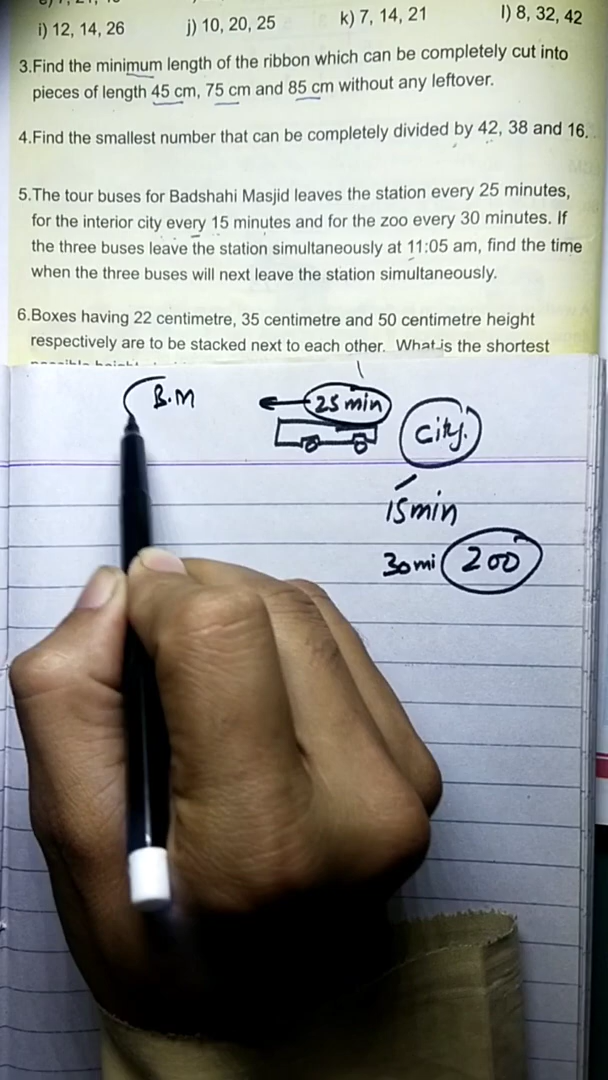 i) 12, 14, 26 j) 10, 20, 25 k) 7, 14, 21 l) 8, 32, 42
3.Find the minimum length of the ribbon which can be completely cut into
pieces of length 45 cm, 75 cm and 85 cm without any leftover.
4.Find the smallest number that can be completely divided by 42, 38 and 16.
5.The tour buses for Badshahi Masjid leaves the station every 25 minutes,
for the interior city every 15 minutes and for the zoo every 30 minutes. If
the three buses leave the station simultaneously at 11:05 am, find the time
when the three buses will next leave the station simultaneously.
6.Boxes having 22 centimetre, 35 centimetre and 50 centimetre height
respectively are to be stacked next to each other. What is the shortest
B.M 25 min City.
15min
30mi zoo